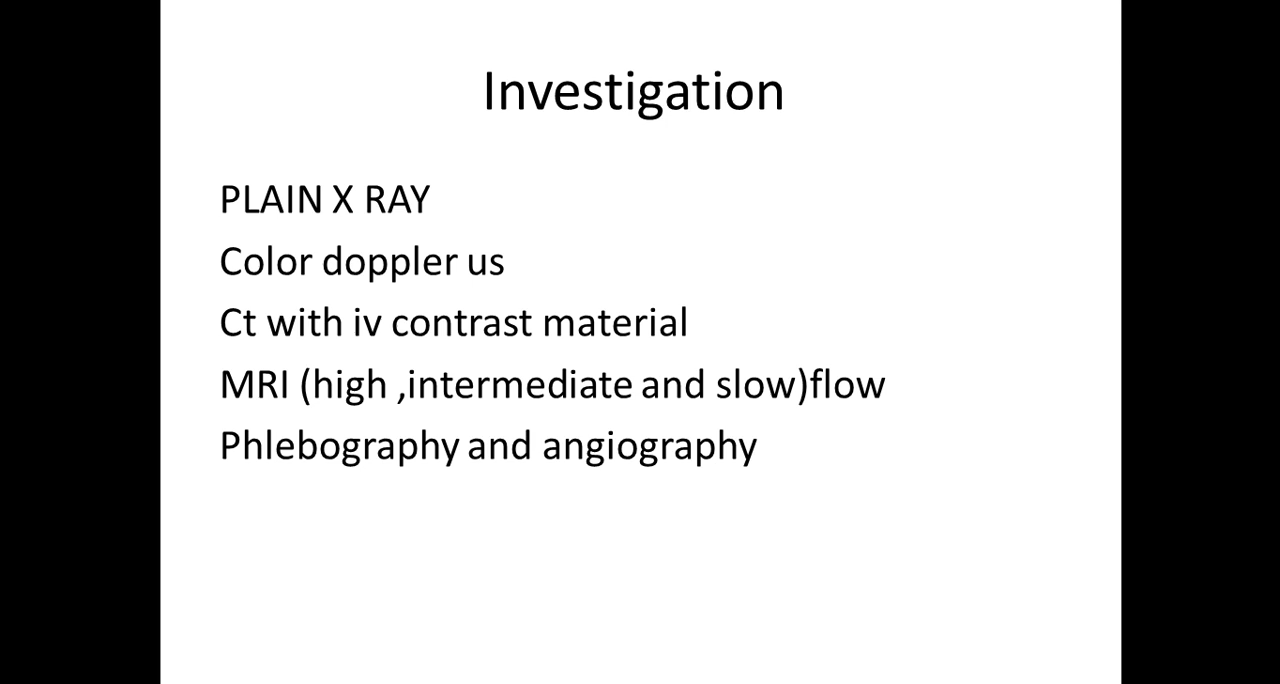 Investigation
PLAIN X RAY
Color doppler us
Ct with iv contrast material
MRI (high ,intermediate and slow)flow
Phlebography and angiography